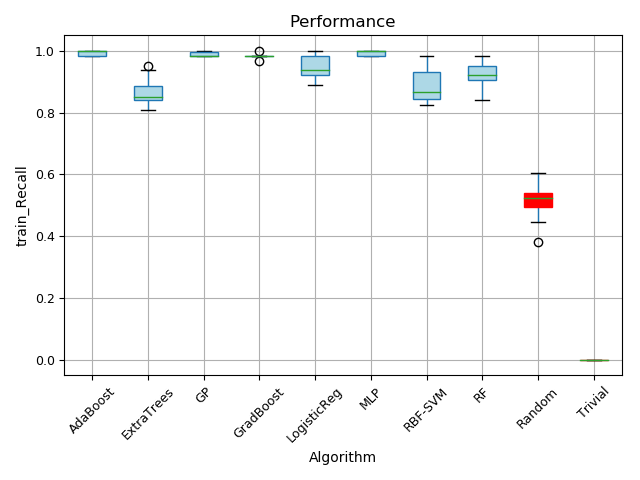 Performance
train_Recall
1.0
0.8
0.6
0.4
0.2
0.0
AdaBoost
ExtraTrees
GP
GradBoost
LogisticReg
MLP
RBF-SVM
RF
Random
Trivial
Algorithm